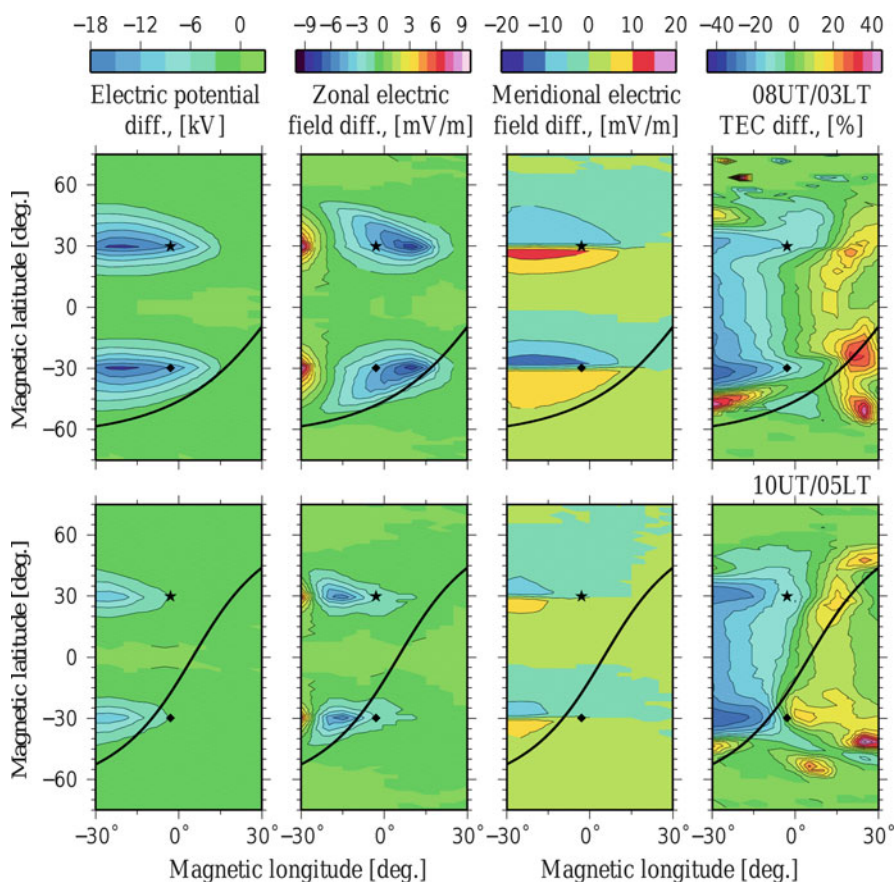 −18 −12 −6 0
−9 −6 −3 0 3 6 9
−20 −10 0 10 20
−40 −20 0 20 40
Electric potential diff., [kV]
Zonal electric field diff., [mV/m]
Meridional electric field diff., [mV/m]
08UT/03LT
TEC diff., [%]
Magnetic latitude [deg.]
60
30
0
−30
−60
10UT/05LT
Magnetic latitude [deg.]
60
30
0
−30
−60
−30° 0° 30° −30° 0° 30° −30° 0° 30° −30° 0° 30°
Magnetic longitude [deg.]
Magnetic longitude [deg.]